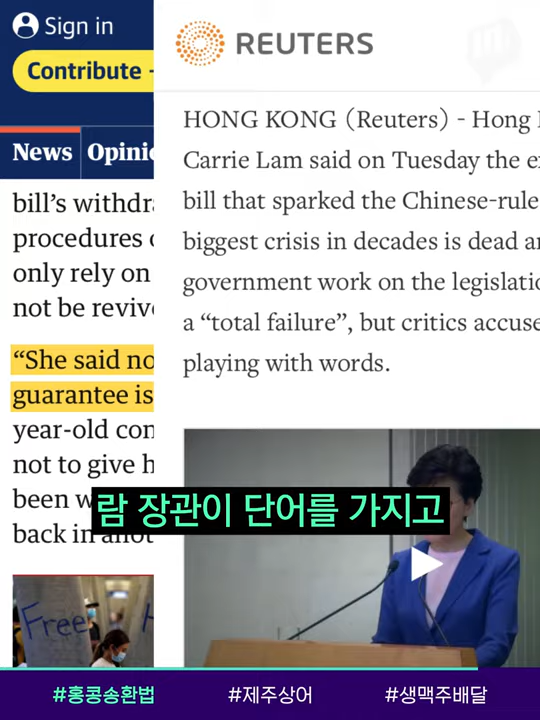 Sign in
Contribute
News
Opinio
bill's withdra
procedures
only rely on
not be revive
"She said no
guarantee is
year-old con
not to give h
been w
back in anot
REUTERS
HONG KONG (Reuters) - Hong
Carrie Lam said on Tuesday the e
bill that sparked the Chinese-rule
biggest crisis in decades is dead an
government work on the legislatio
a "total failure", but critics accuse
playing with words.
람 장관이 단어를 가지고
Free
#홍콩송환법
#제주상어
#생맥주배달